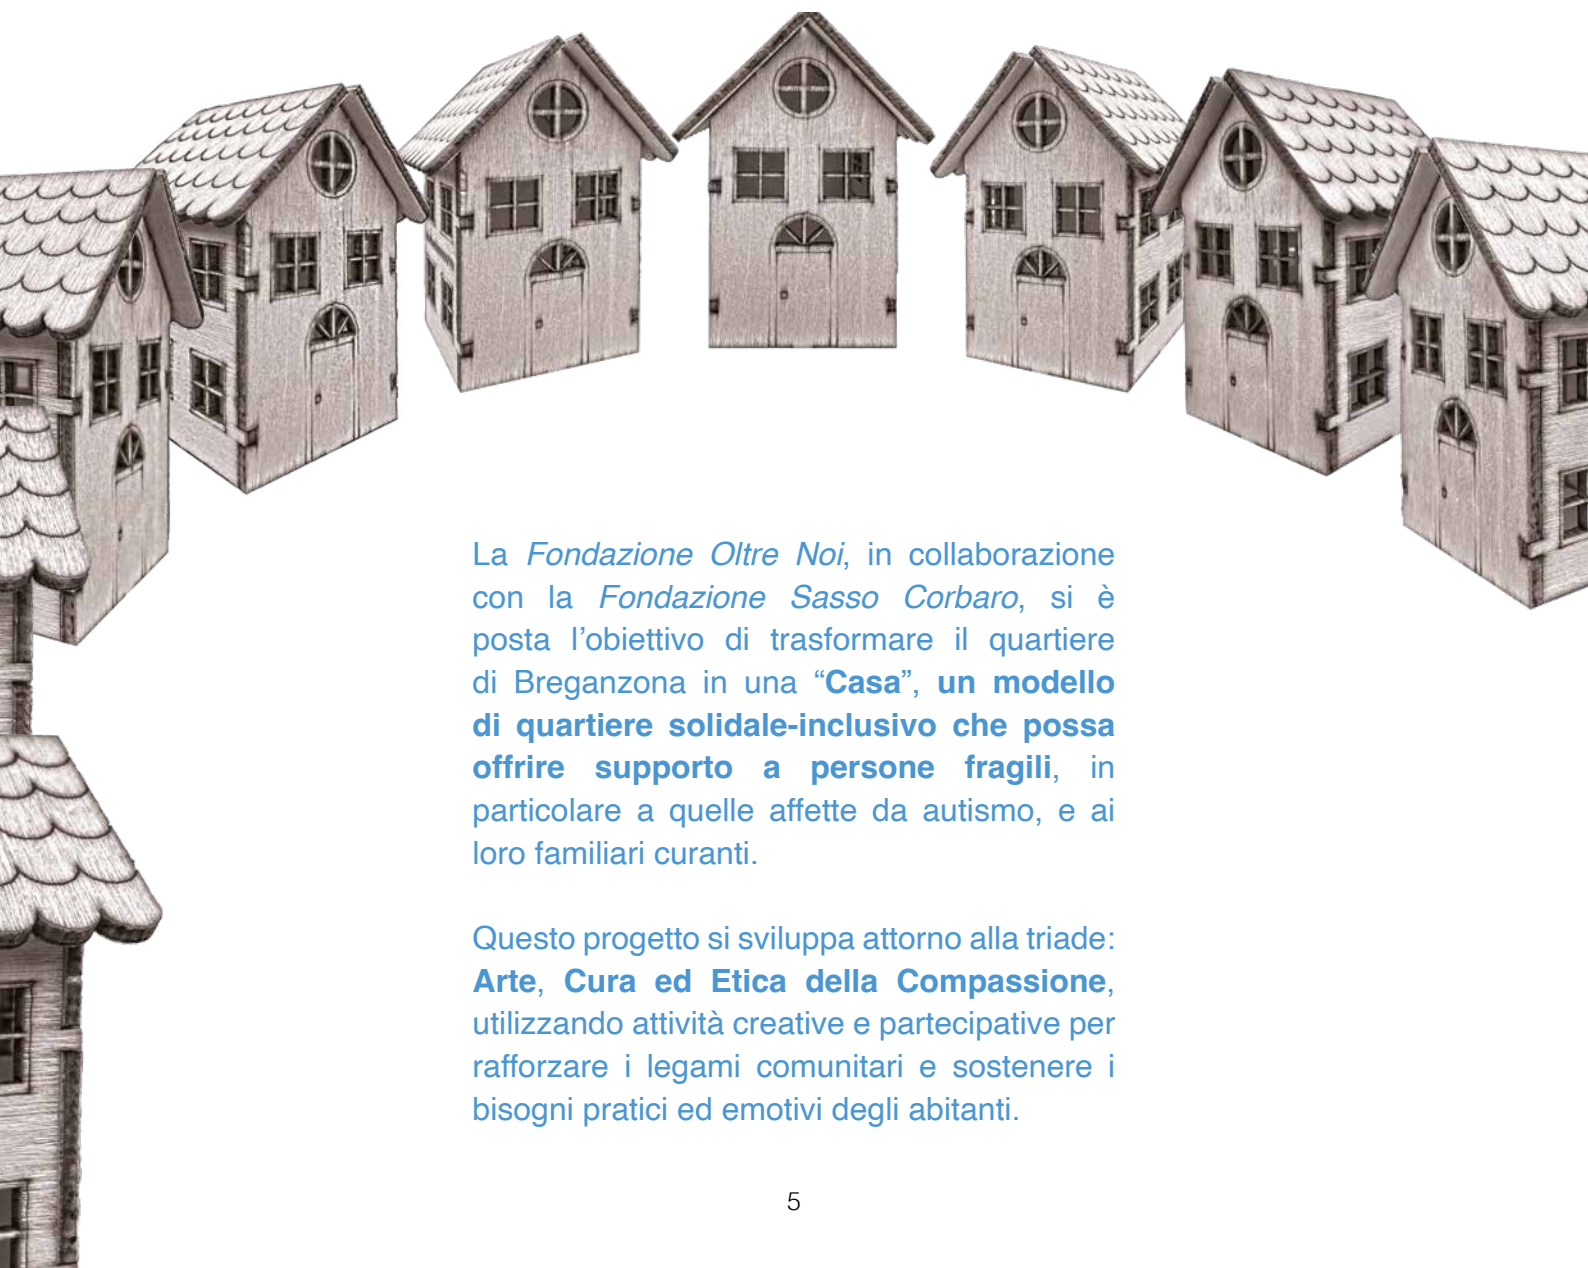 La Fondazione Oltre Noi, in collaborazione
con la Fondazione Sasso Corbaro, si è
posta l’obiettivo di trasformare il quartiere
di Breganzona in una “Casa”, un modello
di quartiere solidale-inclusivo che possa
offrire supporto a persone fragili, in
particolare a quelle affette da autismo, e ai
loro familiari curanti.
Questo progetto si sviluppa attorno alla triade:
Arte, Cura ed Etica della Compassione,
utilizzando attività creative e partecipative per
rafforzare i legami comunitari e sostenere i
bisogni pratici ed emotivi degli abitanti.
5